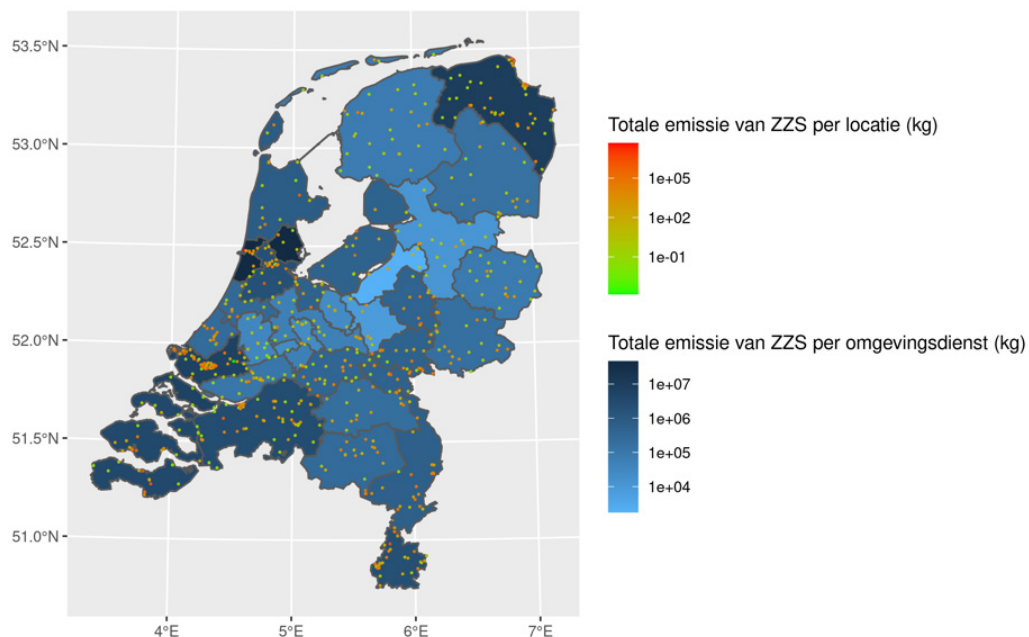 53.5°N
53.0°N
52.5°N
52.0°N
51.5°N
51.0°N
4°E
5°E
6°E
7°E
Totale emissie van ZZS per locatie (kg)
1e+05
1e+02
1e-01
Totale emissie van ZZS per omgevingsdienst (kg)
1e+07
1e+06
1e+05
1e+04